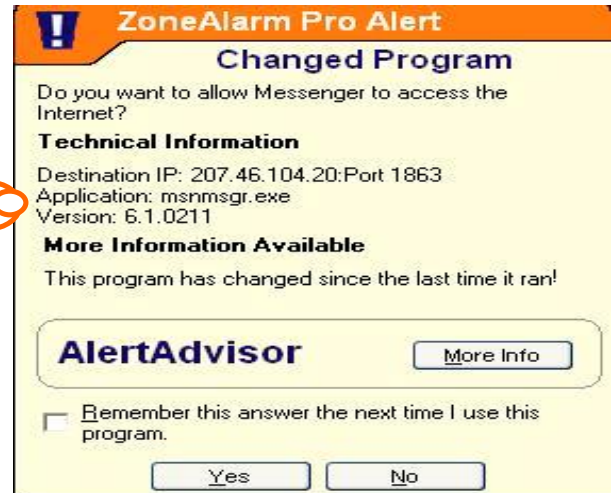 ZoneAlarm Pro Alert
Changed Program
Do you want to allow Messenger to access the
Internet?
Technical Information
Destination IP: 207.46.104.20:Port 1863
Application: msnmsgr.exe
Version: 6.1.0211
More Information Available
This program has changed since the last time it ran!
AlertAdvisor
More Info
Remember this answer the next time I use this
program.
Yes No